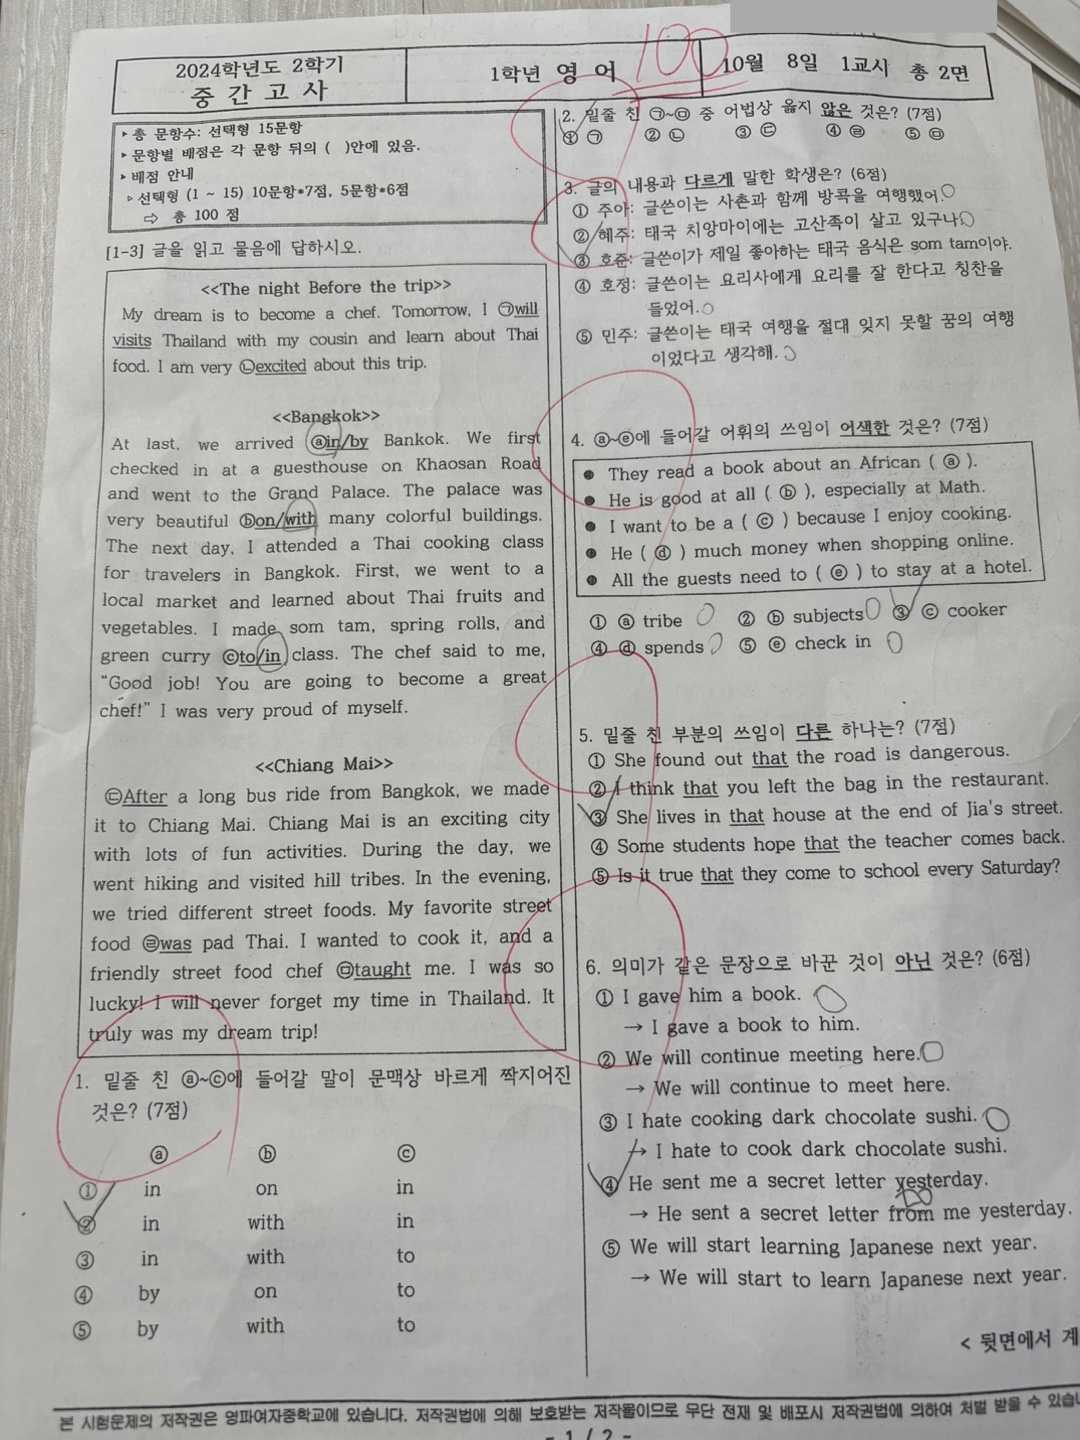 2024학년도 2학기
중 간 고 사
1학년 영 어
100
10월 8일 1교시 총 2면
▸총 문항수: 선택형 15문항
▸문항별 배점은 각 문항 뒤의 ( )안에 있음.
▸배점 안내
▹선택형 (1 ~ 15) 10문항*7점, 5문항*6점
⇨ 총 100 점
[1-3] 글을 읽고 물음에 답하시오.
<<The night Before the trip>>
My dream is to become a chef. Tomorrow, I ㉠will
visits Thailand with my cousin and learn about Thai
food. I am very ㉡excited about this trip.
<<Bangkok>>
At last, we arrived ⓐin/by Bankok. We first
checked in at a guesthouse on Khaosan Road
and went to the Grand Palace. The palace was
very beautiful ⓑon/with many colorful buildings.
The next day, I attended a Thai cooking class
for travelers in Bangkok. First, we went to a
local market and learned about Thai fruits and
vegetables. I made som tam, spring rolls, and
green curry ⓒto/in class. The chef said to me,
"Good job! You are going to become a great
chef!" I was very proud of myself.
<<Chiang Mai>>
㉢After a long bus ride from Bangkok, we made
it to Chiang Mai. Chiang Mai is an exciting city
with lots of fun activities. During the day, we
went hiking and visited hill tribes. In the evening,
we tried different street foods. My favorite street
food ㉣was pad Thai. I wanted to cook it, and a
friendly street food chef ㉤taught me. I was so
lucky! I will never forget my time in Thailand. It
truly was my dream trip!
1. 밑줄 친 ⓐ~ⓒ에 들어갈 말이 문맥상 바르게 짝지어진
것은? (7점)
ⓐ ⓑ ⓒ
① in on in
② in with in
③ in with to
④ by on to
⑤ by with to
2. 밑줄 친 ㉠~㉤ 중 어법상 옳지 않은 것은? (7점)
① ㉠ ② ㉡ ③ ㉢ ④ ㉣ ⑤ ㉤
3. 글의 내용과 다르게 말한 학생은? (6점)
① 주아: 글쓴이는 사촌과 함께 방콕을 여행했어.
② 혜주: 태국 치앙마이에는 고산족이 살고 있구나.
③ 호준: 글쓴이가 제일 좋아하는 태국 음식은 som tam이야.
④ 호정: 글쓴이는 요리사에게 요리를 잘 한다고 칭찬을
들었어.
⑤ 민주: 글쓴이는 태국 여행을 절대 잊지 못할 꿈의 여행
이었다고 생각해.
4. ⓐ~ⓔ에 들어갈 어휘의 쓰임이 어색한 것은? (7점)
● They read a book about an African ( ⓐ ).
● He is good at all ( ⓑ ), especially at Math.
● I want to be a ( ⓒ ) because I enjoy cooking.
● He ( ⓓ ) much money when shopping online.
● All the guests need to ( ⓔ ) to stay at a hotel.
① ⓐ tribe ② ⓑ subjects ③ ⓒ cooker
④ ⓓ spends ⑤ ⓔ check in
5. 밑줄 친 부분의 쓰임이 다른 하나는? (7점)
① She found out that the road is dangerous.
② I think that you left the bag in the restaurant.
③ She lives in that house at the end of Jia's street.
④ Some students hope that the teacher comes back.
⑤ Is it true that they come to school every Saturday?
6. 의미가 같은 문장으로 바꾼 것이 아닌 것은? (6점)
① I gave him a book.
→ I gave a book to him.
② We will continue meeting here.
→ We will continue to meet here.
③ I hate cooking dark chocolate sushi.
→ I hate to cook dark chocolate sushi.
④ He sent me a secret letter yesterday.
→ He sent a secret letter from me yesterday.
⑤ We will start learning Japanese next year.
→ We will start to learn Japanese next year.
< 뒷면에서 계
본 시험문제의 저작권은 영파여자중학교에 있습니다. 저작권법에 의해 보호받는 저작물이므로 무단 전재 및 배포시 저작권법에 의하여 처벌 받을 수 있습니
- 1 / 2 -